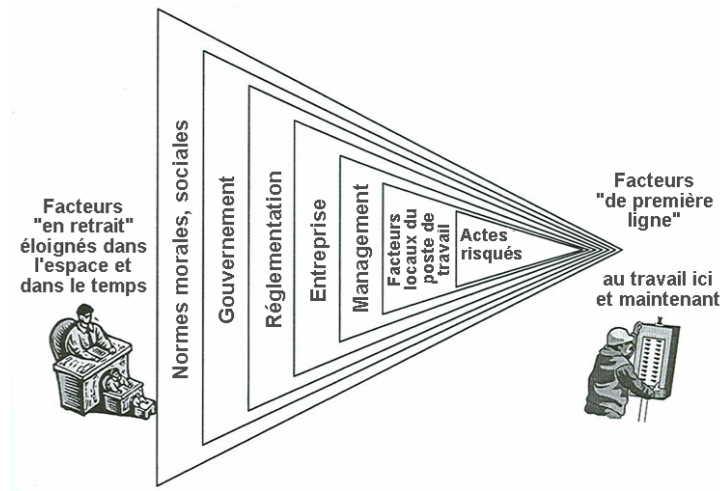 Facteurs
"en retrait"
éloignés dans
l'espace et
dans le temps
Normes morales, sociales
Gouvernement
Réglementation
Entreprise
Management
Facteurs
locaux du
poste de
travail
Actes
risqués
Facteurs
"de première
ligne"
au travail ici
et maintenant